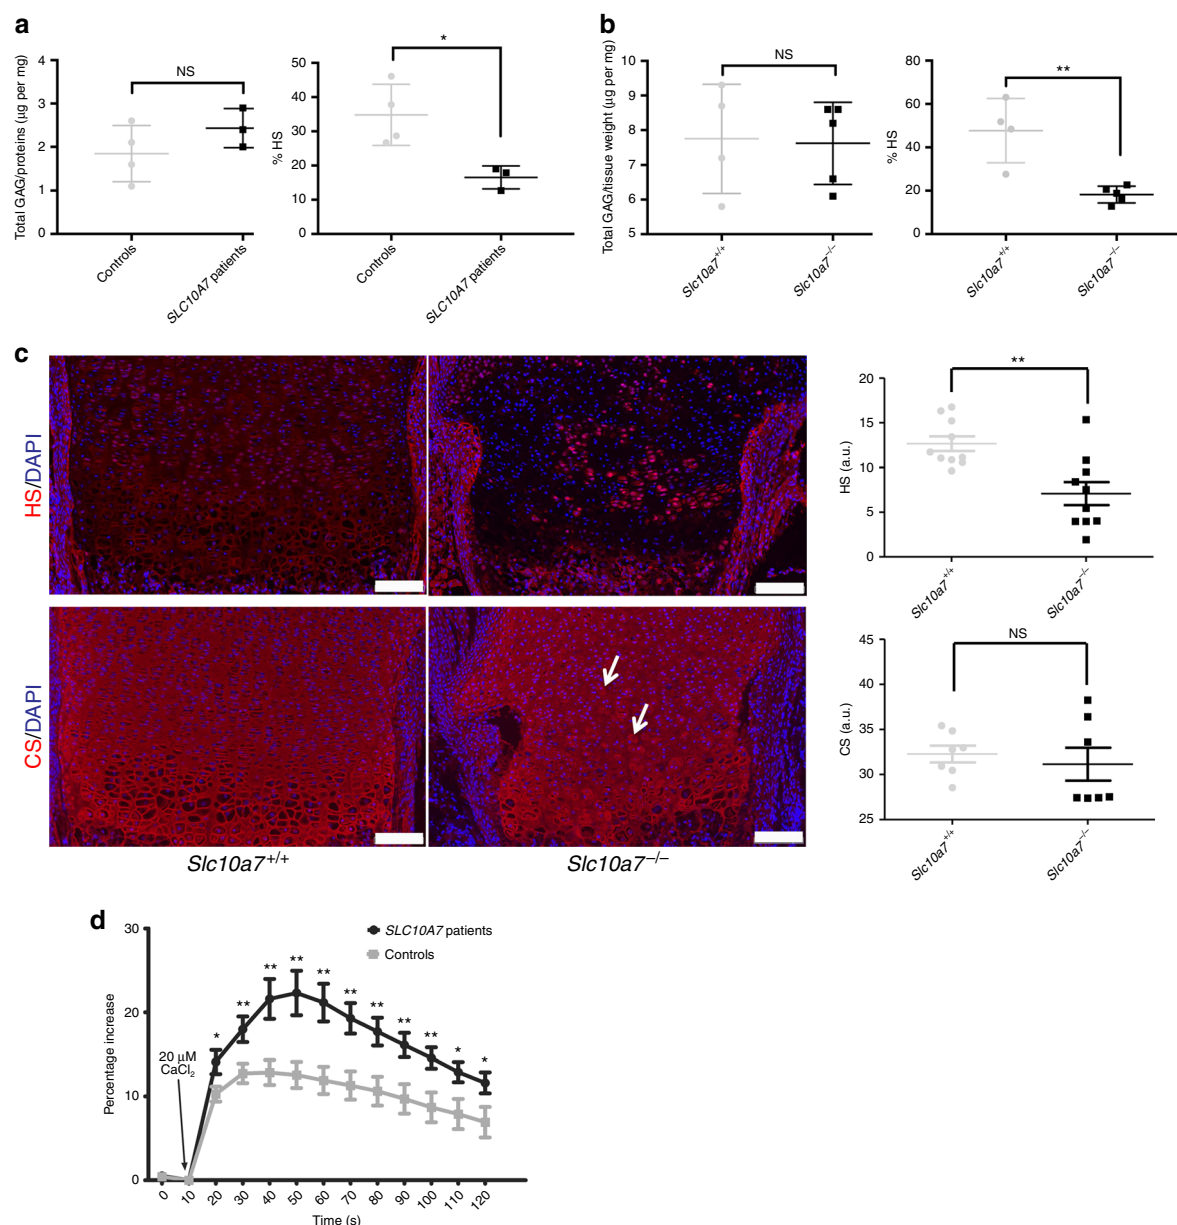 a
Total GAG/proteins (μg per mg)
4
3
2
1
0
NS
Controls
SLC10A7 patients
% HS
50
40
30
20
10
0
*
Controls
SLC10A7 patients
b
Total GAG/tissue weight (μg per mg)
10
9
8
7
6
5
NS
Slc10a7+/+
Slc10a7−/−
% HS
80
60
40
20
0
**
Slc10a7+/+
Slc10a7−/−
c
HS/DAPI
CS/DAPI
Slc10a7+/+
Slc10a7−/−
HS (a.u.)
20
15
10
5
0
**
Slc10a7+/+
Slc10a7−/−
CS (a.u.)
45
40
35
30
25
NS
Slc10a7+/+
Slc10a7−/−
d
Percentage increase
30
20
10
0
SLC10A7 patients
Controls
20 μM
CaCl2
* ** ** ** ** ** ** ** ** * *
0 10 20 30 40 50 60 70 80 90 100 110 120
Time (s)